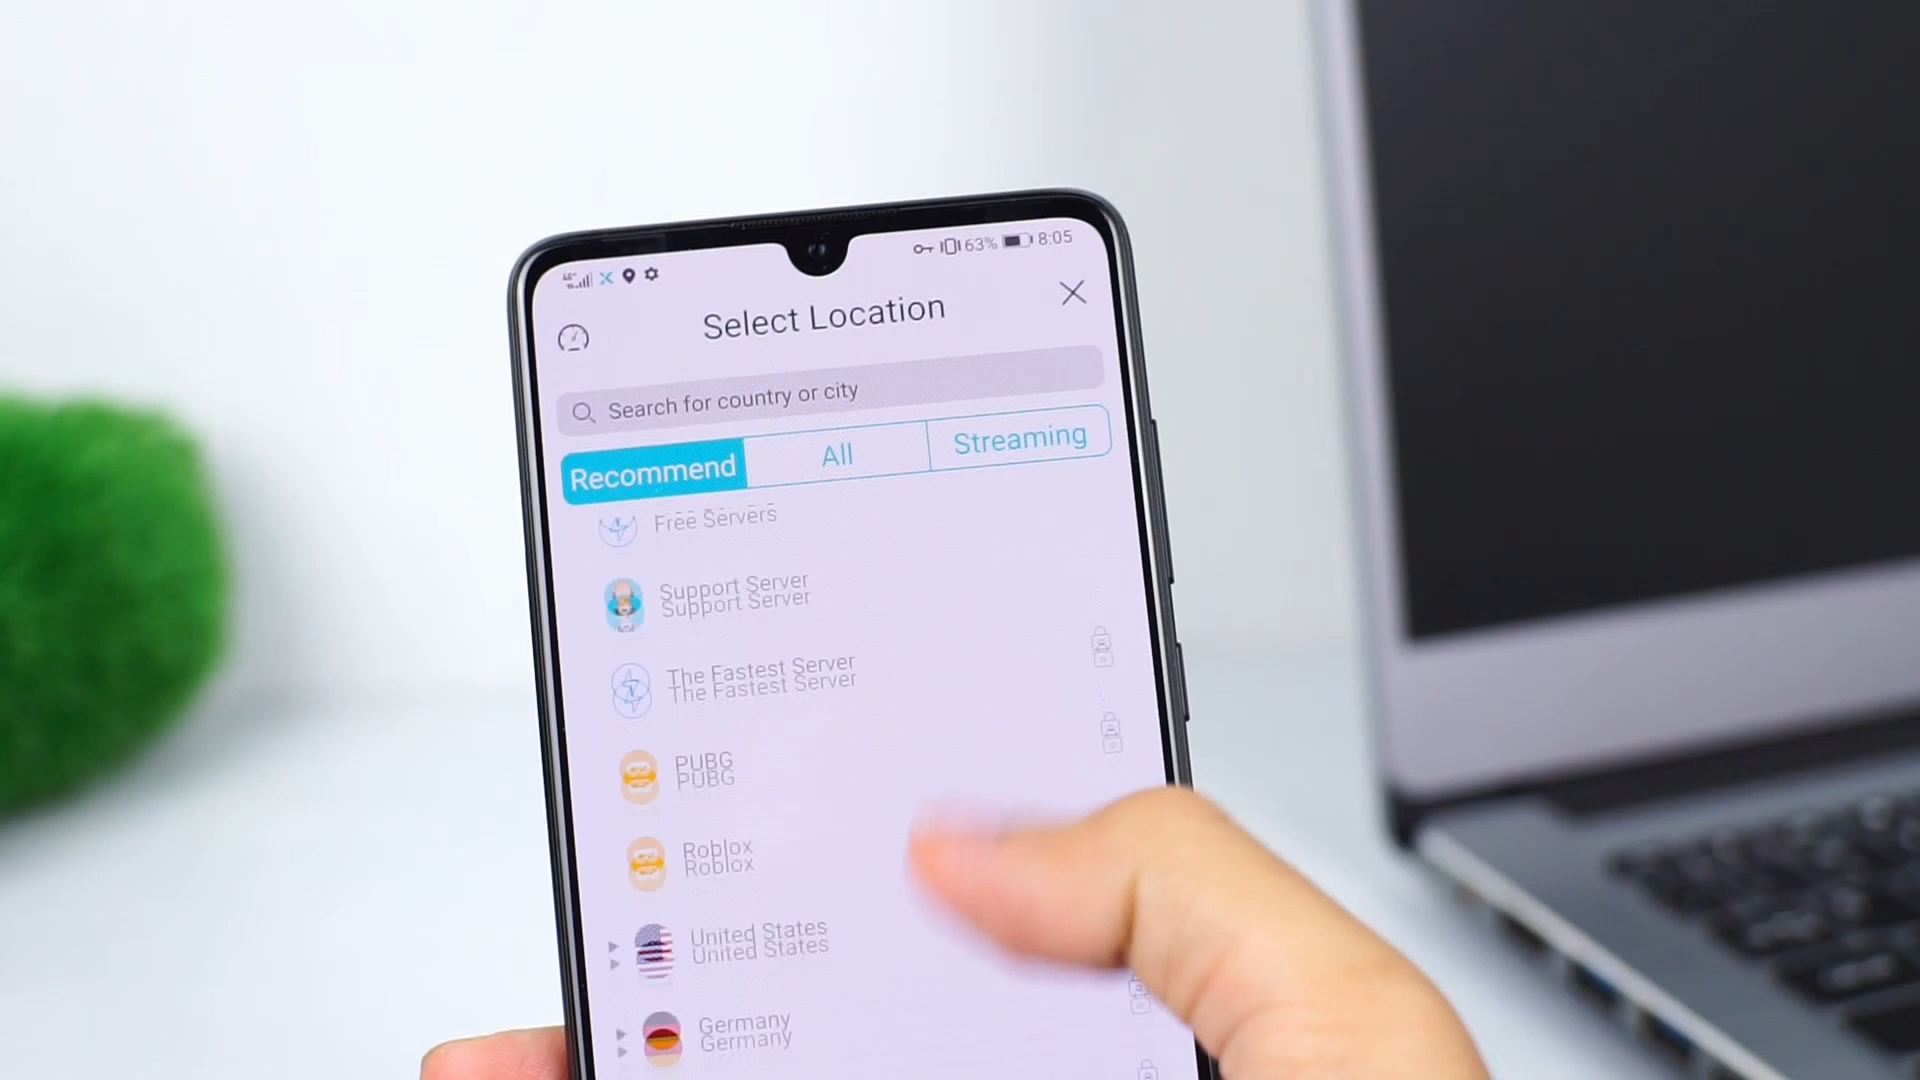 63% 8:05
Select Location
Search for country or city
Recommend All Streaming
Free Servers
Support Server
Support Server
The Fastest Server
The Fastest Server
PUBG
PUBG
Roblox
Roblox
United States
United States
Germany
Germany